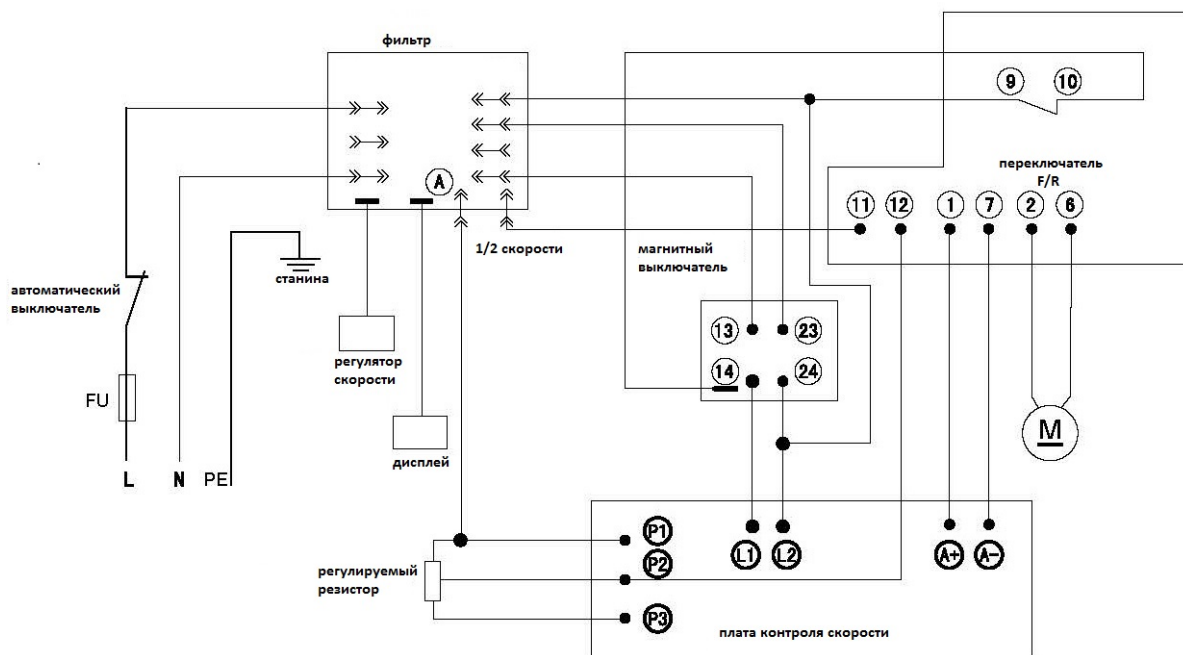 фильтр
9
10
A
переключатель
F/R
11
12
1
7
2
6
1/2 скорости
магнитный
выключатель
станина
автоматический
выключатель
13
23
14
24
регулятор
скорости
FU
M
дисплей
L
N
PE
P1
P2
L1
L2
A+
A-
регулируемый
резистор
P3
плата контроля скорости